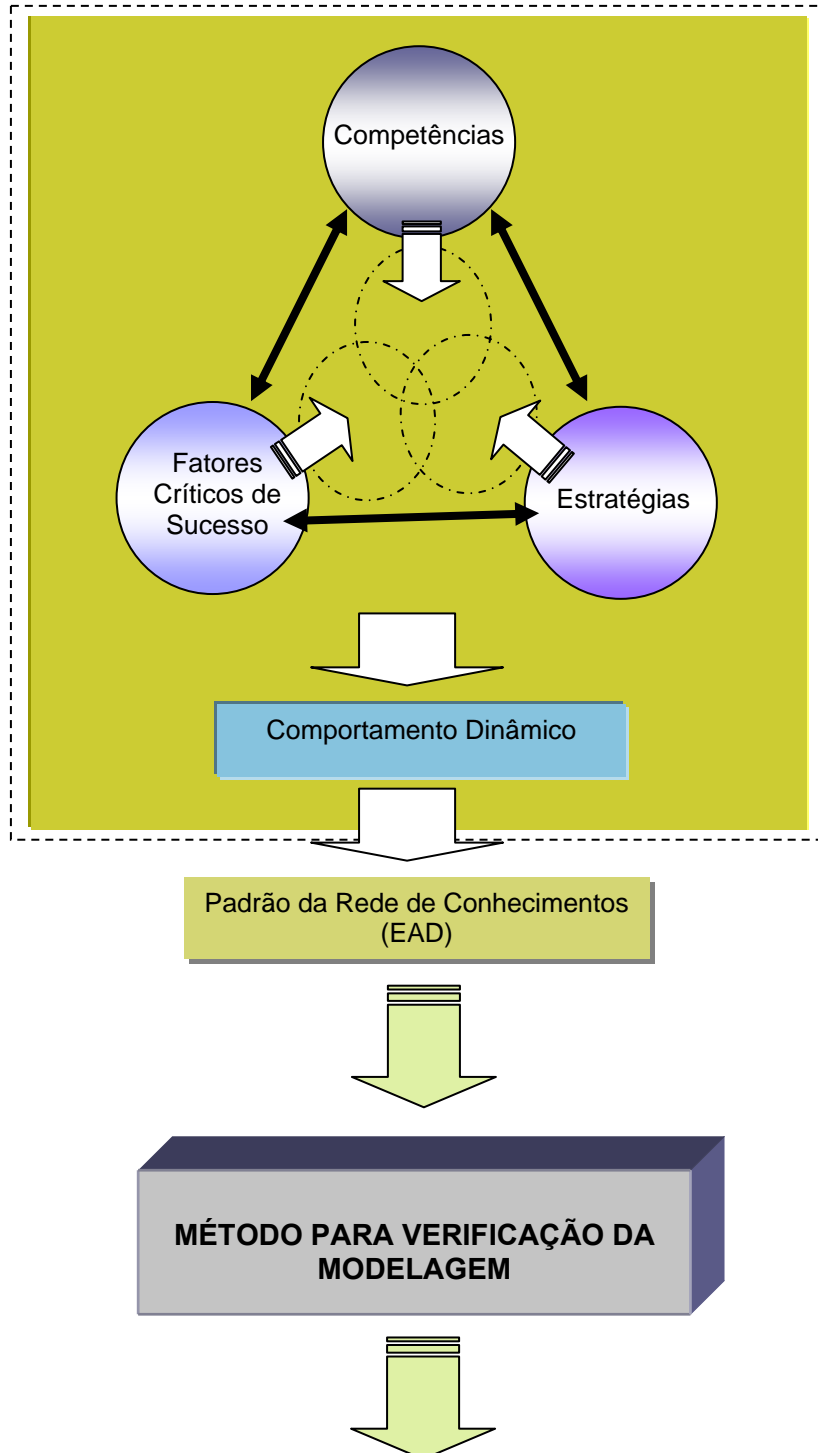 Competências
Fatores
Críticos de
Sucesso
Estratégias
Comportamento Dinâmico
Padrão da Rede de Conhecimentos
(EAD)
MÉTODO PARA VERIFICAÇÃO DA
MODELAGEM